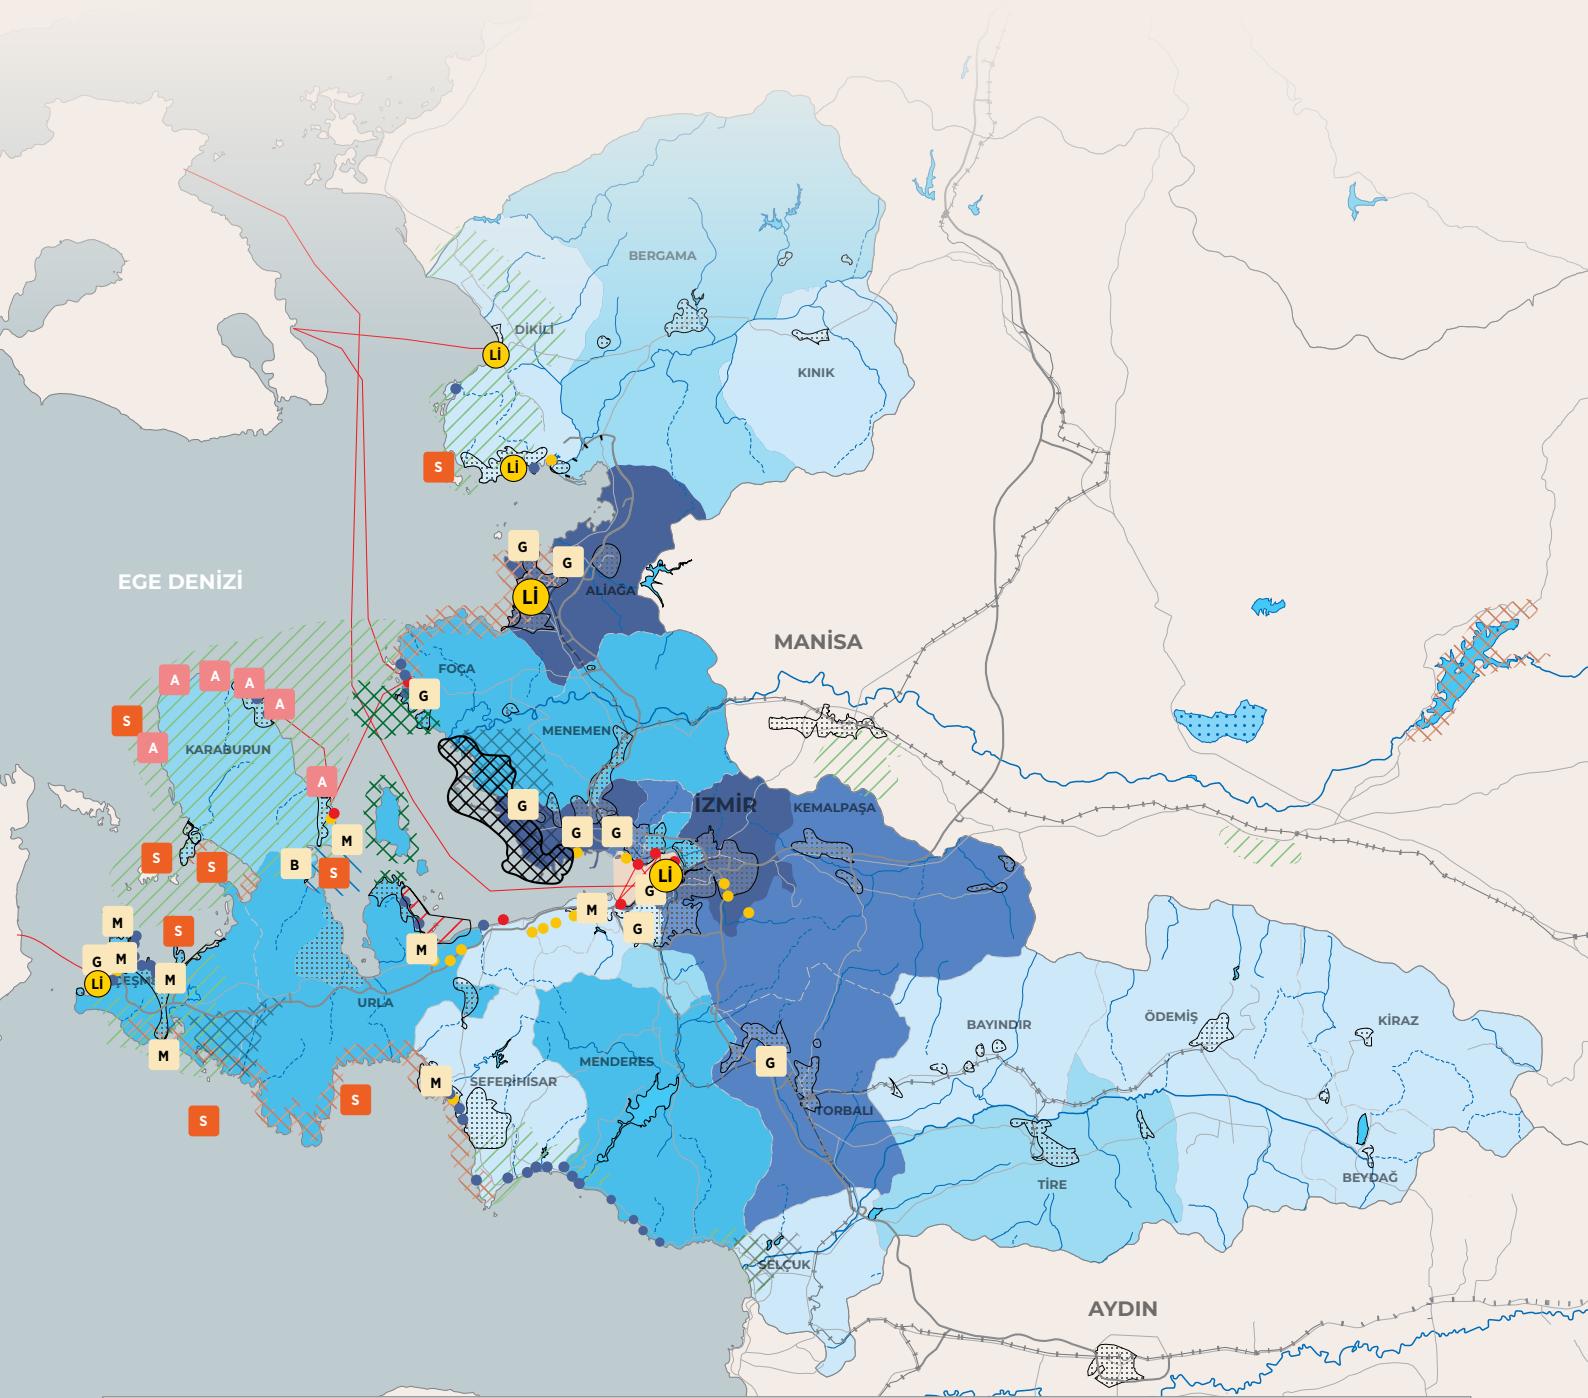 BERGAMA
DİKİLİ
Lİ
KINIK
S
Lİ
G
G
EGE DENİZİ
ALİAĞA
Lİ
MANİSA
FOÇA
A
A
A
A
G
S
A
KARABURUN
MENEMEN
A
G
İZMİR
KEMALPAŞA
G
G
M
S
S
B
S
Lİ
G
M
M
S
G
M
G
M
Lİ
M
ÇEŞME
URLA
BAYINDIR
ÖDEMİŞ
KİRAZ
M
MENDERES
G
M
SEFERİHİSAR
S
S
TORBALI
TİRE
BEYDAĞ
SELÇUK
AYDIN